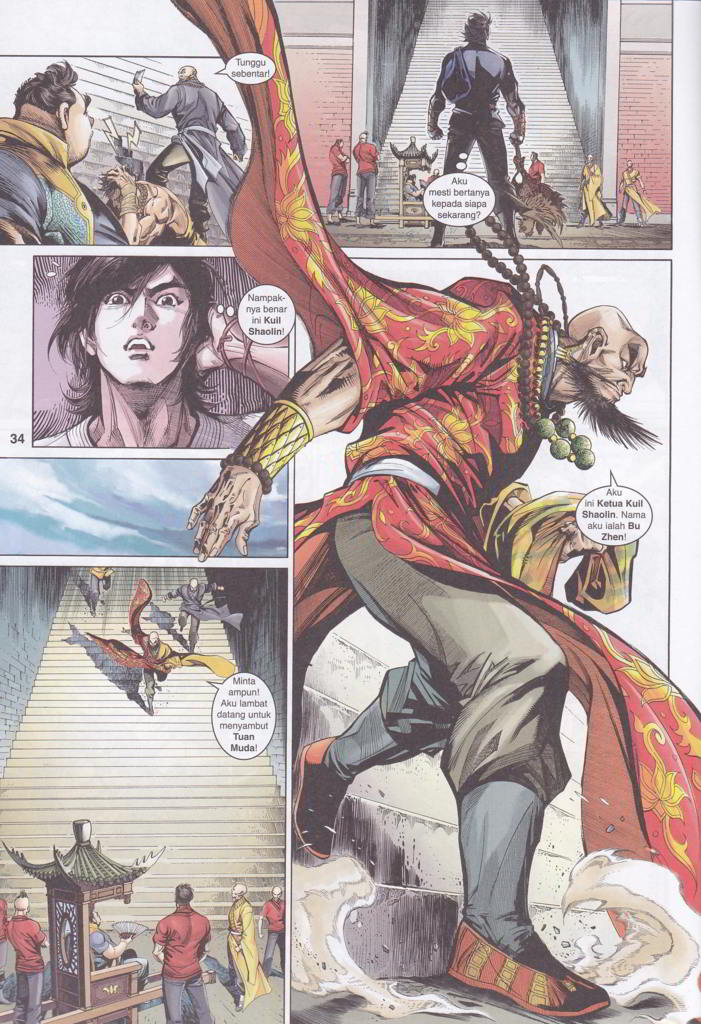 Tunggu
sebentar!
Aku
mesti bertanya
kepada siapa
sekarang?
Nampak-
nya benar
ini Kuil
Shaolin!
34
Aku
ini Ketua Kuil
Shaolin. Nama
aku ialah Bu
Zhen!
Minta
ampun!
Aku lambat
datang untuk
menyambut
Tuan
Muda!